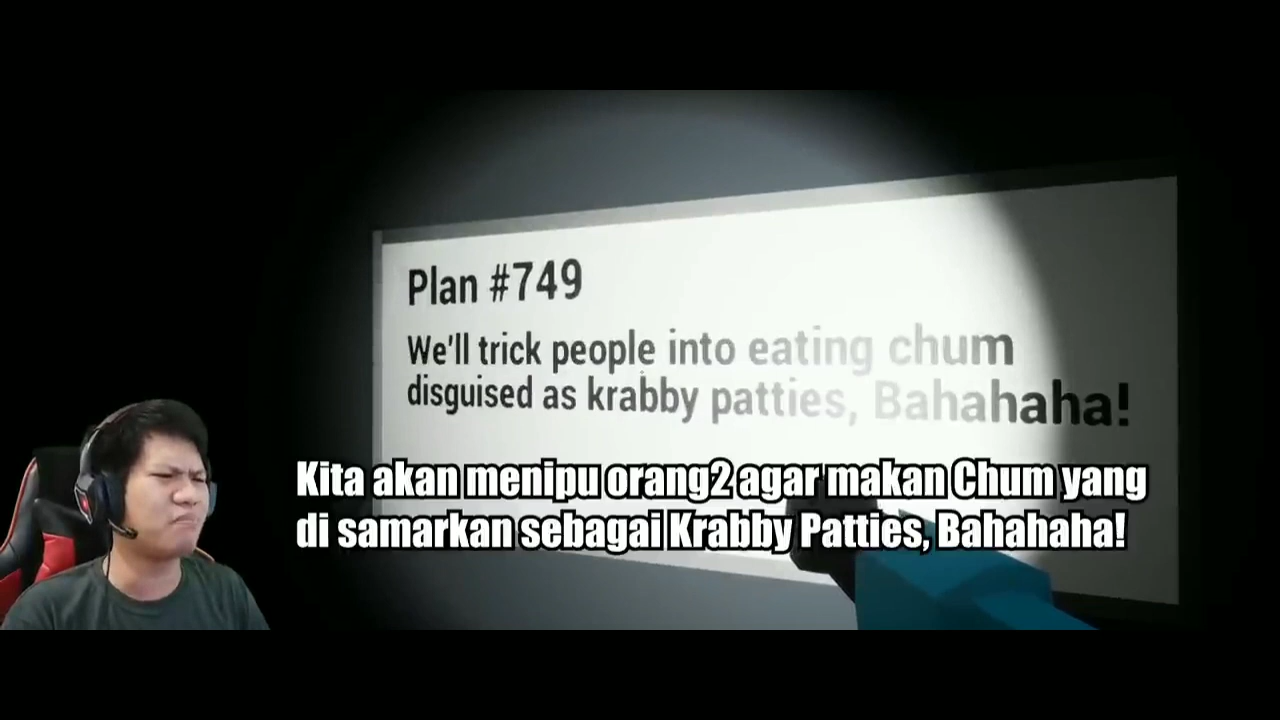 Plan #749
We'll trick people into eating chum
disguised as krabby patties, Bahahaha!
Kita akan menipu orang2 agar makan Chum yang
di samarkan sebagai Krabby Patties, Bahahaha!